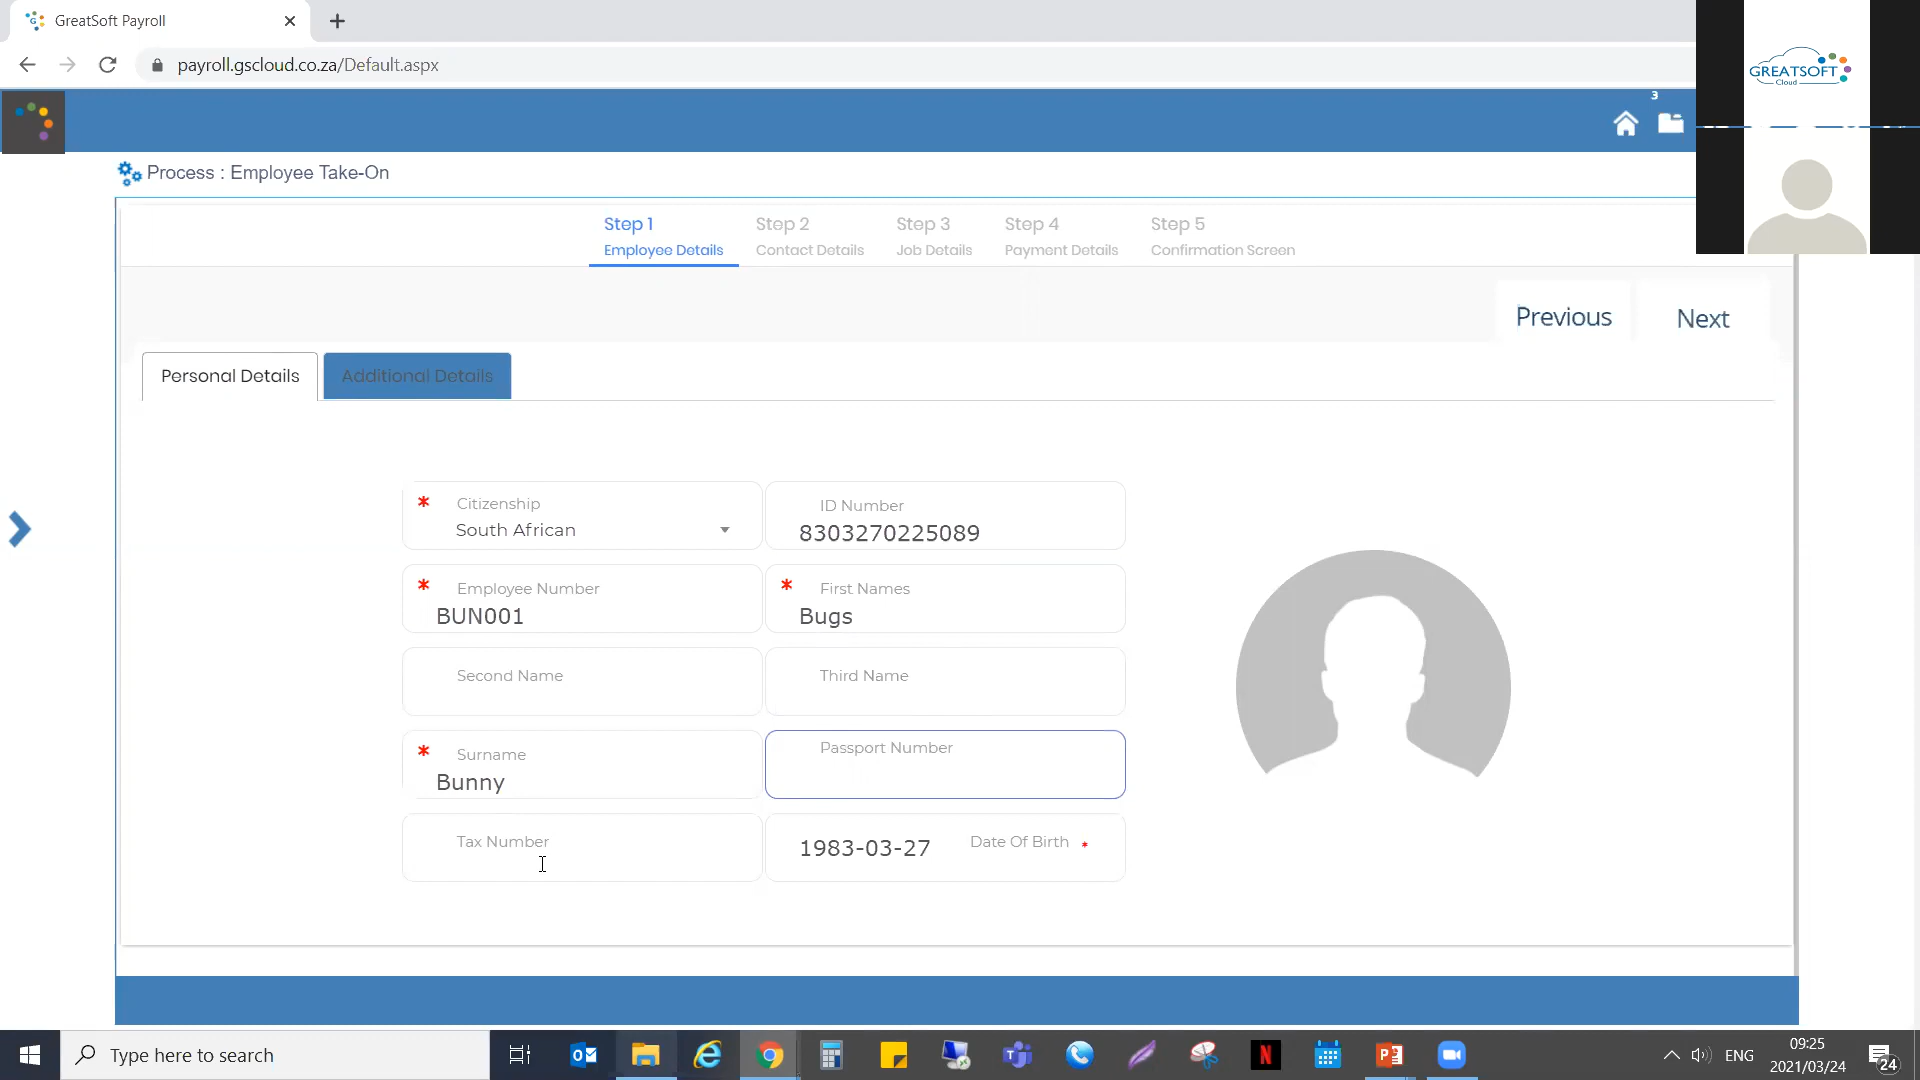 GreatSoft Payroll
payroll.gscloud.co.za/Default.aspx
GREATSOFT
Cloud
3
Process : Employee Take-On
Step 1
Employee Details
Step 2
Contact Details
Step 3
Job Details
Step 4
Payment Details
Step 5
Confirmation Screen
Previous
Next
Personal Details
Additional Details
* Citizenship
South African
ID Number
8303270225089
* Employee Number
BUN001
* First Names
Bugs
Second Name
Third Name
* Surname
Bunny
Passport Number
Tax Number
1983-03-27 Date Of Birth *
Type here to search
ENG
09:25
2021/03/24
24